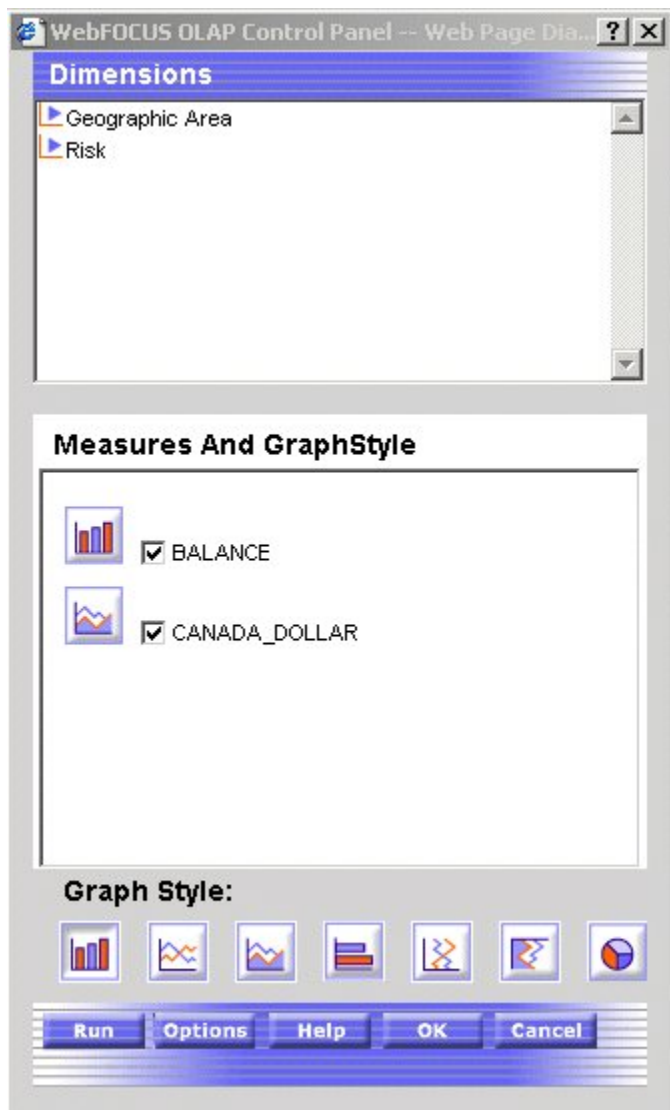 WebFOCUS OLAP Control Panel -- Web Page Dia...
Dimensions
Geographic Area
Risk
Measures And GraphStyle
BALANCE
CANADA_DOLLAR
Graph Style:
Run Options Help OK Cancel